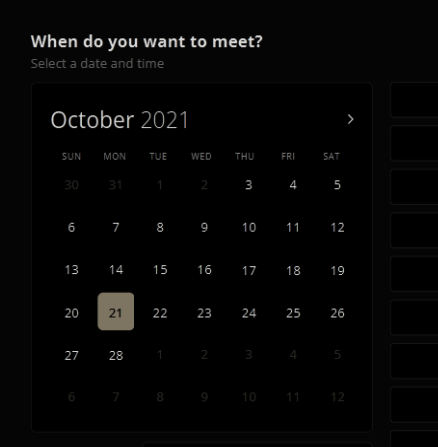 When do you want to meet?
Select a date and time
October 2021 >
SUN MON TUE WED THU FRI SAT
30 31 1 2 3 4 5
6 7 8 9 10 11 12
13 14 15 16 17 18 19
20 21 22 23 24 25 26
27 28 1 2 3 4 5
6 7 8 9 10 11 12